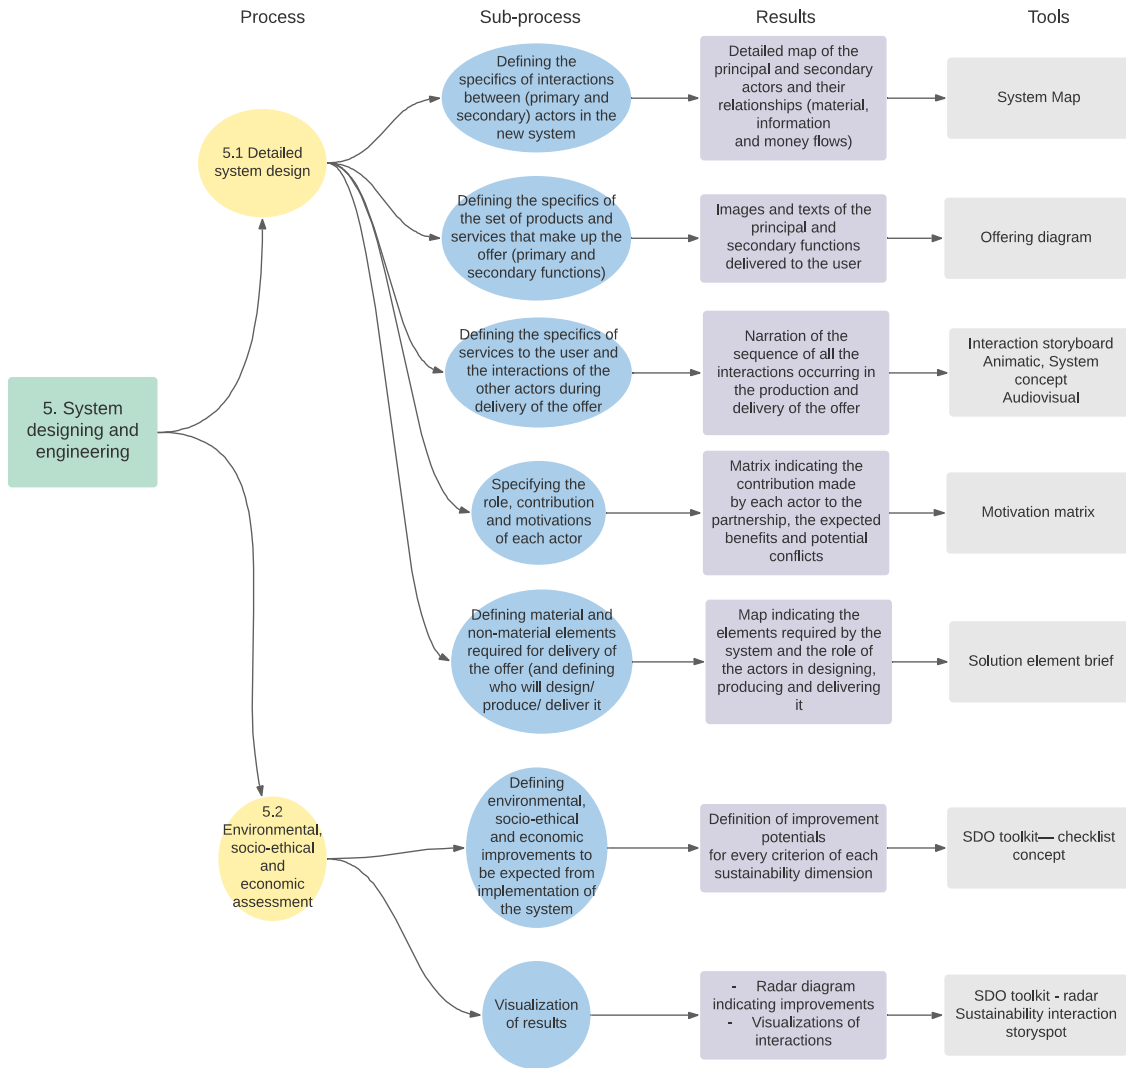 Process
Sub-process
Results
Tools
5. System
designing and
engineering
5.1 Detailed
system design
Defining the
specifics of interactions
between (primary and
secondary) actors in the
new system
Detailed map of the
principal and secondary
actors and their
relationships (material,
information
and money flows)
System Map
Defining the specifics of
the set of products and
services that make up the
offer (primary and
secondary functions)
Images and texts of the
principal and
secondary functions
delivered to the user
Offering diagram
Defining the specifics of
services to the user and
the interactions of the
other actors during
delivery of the offer
Narration of the
sequence of all the
interactions occurring in
the production and
delivery of the offer
Interaction storyboard
Animatic, System
concept
Audiovisual
Specifying the
role, contribution
and motivations
of each actor
Matrix indicating the
contribution made
by each actor to the
partnership, the expected
benefits and potential
conflicts
Motivation matrix
Defining material and
non-material elements
required for delivery of
the offer (and defining
who will design/
produce/ deliver it
Map indicating the
elements required by the
system and the role of
the actors in designing,
producing and delivering
it
Solution element brief
5.2
Environmental,
socio-ethical
and
economic
assessment
Defining
environmental,
socio-ethical
and economic
improvements to
be expected from
implementation of
the system
Definition of improvement
potentials
for every criterion of each
sustainability dimension
SDO toolkit— checklist
concept
Visualization
of results
- Radar diagram
indicating improvements
- Visualizations of
interactions
SDO toolkit - radar
Sustainability interaction
storyspot